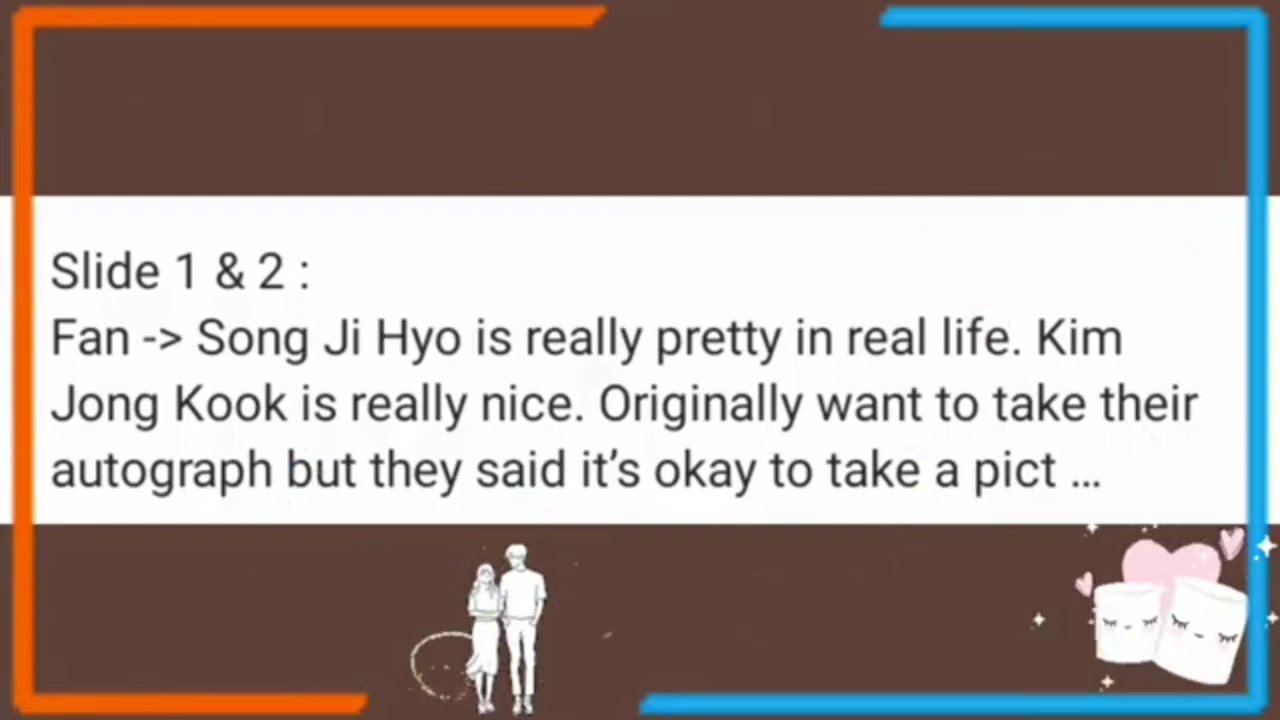 Slide 1 & 2 :
Fan -> Song Ji Hyo is really pretty in real life. Kim
Jong Kook is really nice. Originally want to take their
autograph but they said it’s okay to take a pict ...